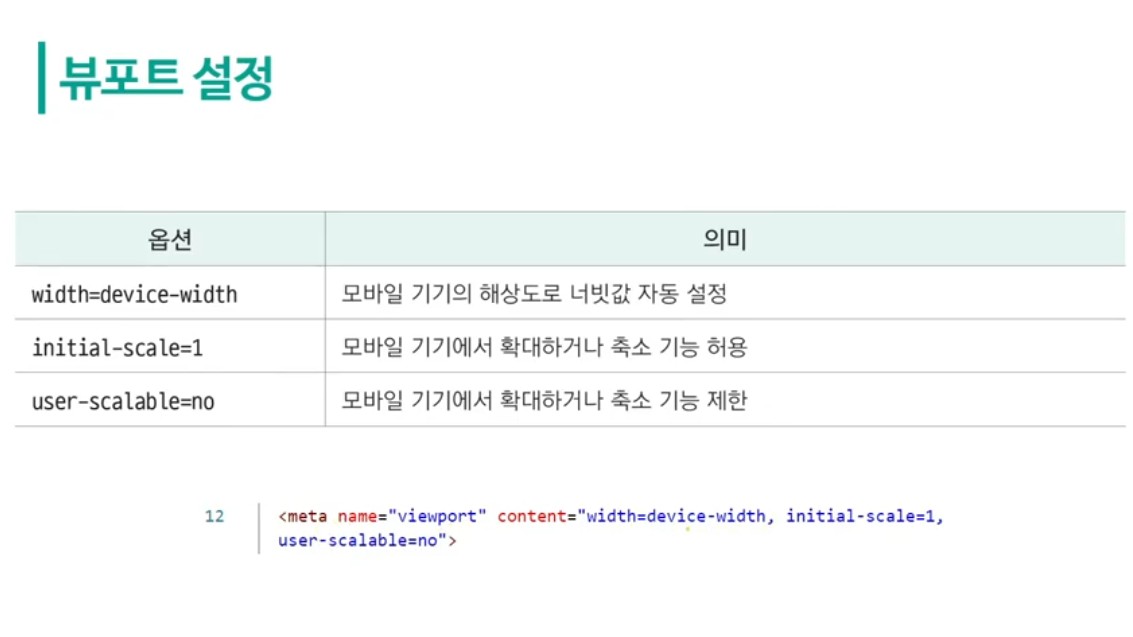 뷰포트 설정
옵션 의미
width=device-width 모바일 기기의 해상도로 너빗값 자동 설정
initial-scale=1 모바일 기기에서 확대하거나 축소 기능 허용
user-scalable=no 모바일 기기에서 확대하거나 축소 기능 제한
12 <meta name="viewport" content="width=device-width, initial-scale=1,
user-scalable=no">